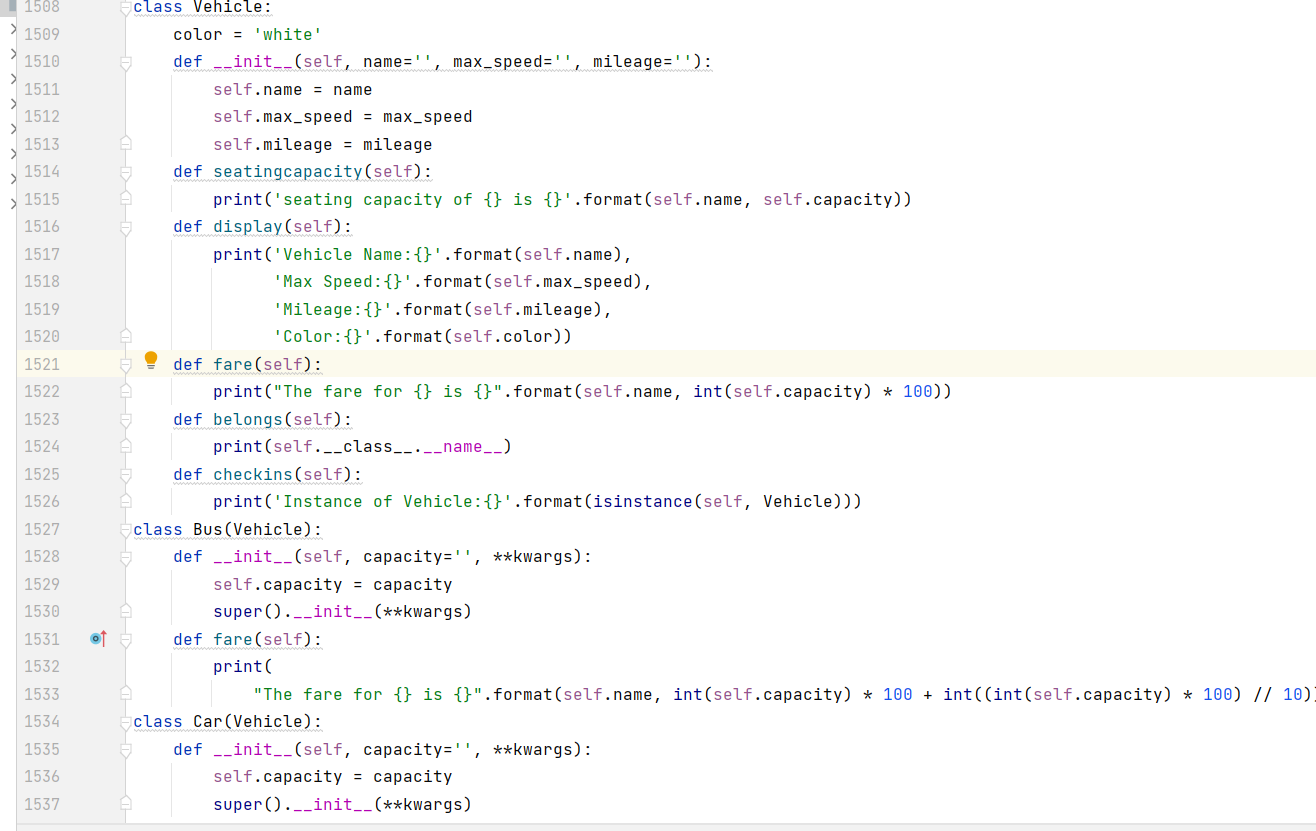 1508 class Vehicle:
1509     color = 'white'
1510     def __init__(self, name='', max_speed='', mileage=''):
1511         self.name = name
1512         self.max_speed = max_speed
1513         self.mileage = mileage
1514     def seatingcapacity(self):
1515         print('seating capacity of {} is {}'.format(self.name, self.capacity))
1516     def display(self):
1517         print('Vehicle Name:{}'.format(self.name),
1518               'Max Speed:{}'.format(self.max_speed),
1519               'Mileage:{}'.format(self.mileage),
1520               'Color:{}'.format(self.color))
1521     def fare(self):
1522         print("The fare for {} is {}".format(self.name, int(self.capacity) * 100))
1523     def belongs(self):
1524         print(self.__class__.__name__)
1525     def checkins(self):
1526         print('Instance of Vehicle:{}'.format(isinstance(self, Vehicle)))
1527 class Bus(Vehicle):
1528     def __init__(self, capacity='', **kwargs):
1529         self.capacity = capacity
1530         super().__init__(**kwargs)
1531     def fare(self):
1532         print(
1533             "The fare for {} is {}".format(self.name, int(self.capacity) * 100 + int((int(self.capacity) * 100) // 10))
1534 class Car(Vehicle):
1535     def __init__(self, capacity='', **kwargs):
1536         self.capacity = capacity
1537         super().__init__(**kwargs)